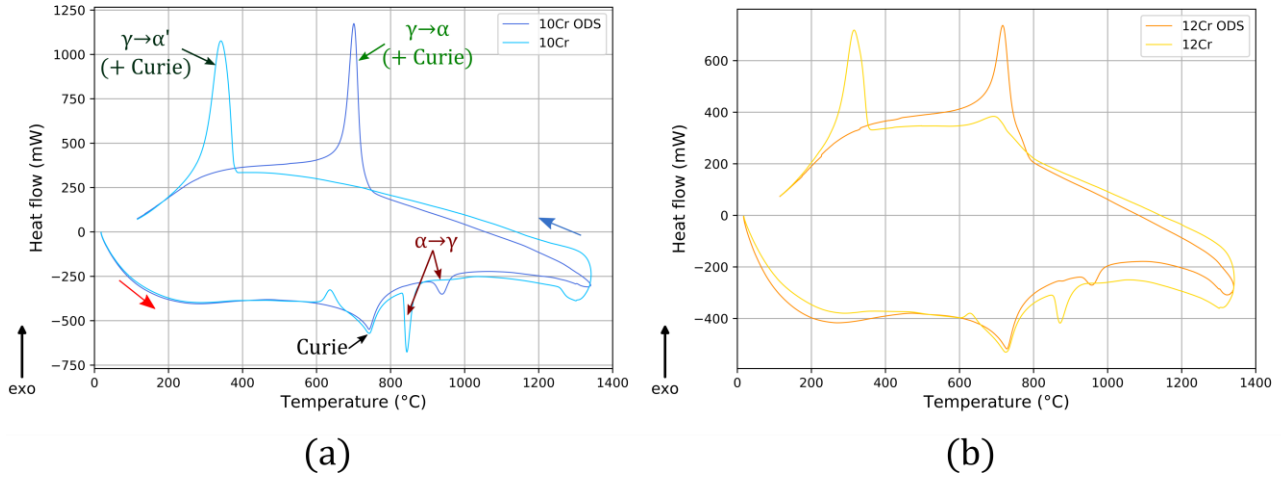 1250
1000
750
500
250
0
−250
−500
−750
Heat flow (mW)
exo
0
200
400
600
800
1000
1200
1400
Temperature (°C)
10Cr ODS
10Cr
γ→α'
(+ Curie)
γ→α
(+ Curie)
α→γ
Curie
(a)
600
400
200
0
−200
−400
Heat flow (mW)
exo
0
200
400
600
800
1000
1200
1400
Temperature (°C)
12Cr ODS
12Cr
(b)